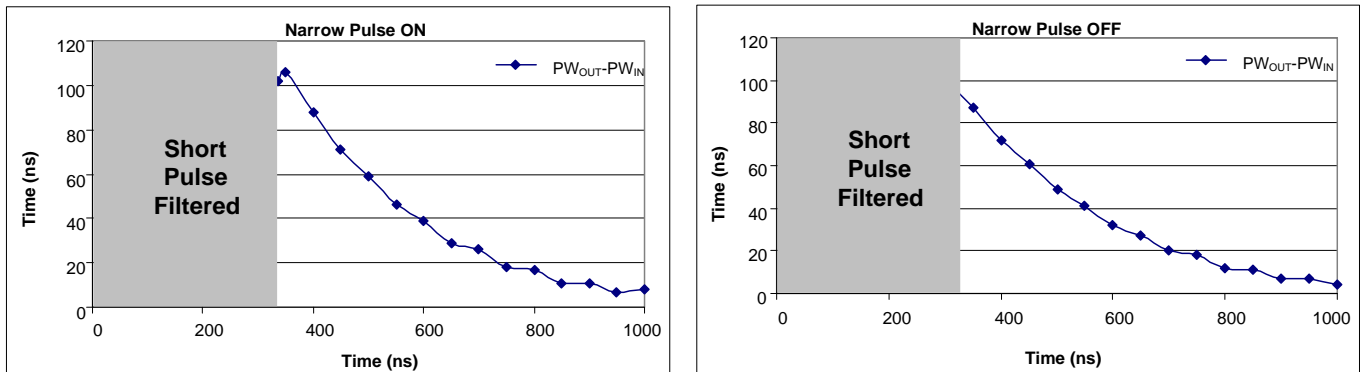 Narrow Pulse ON
120
100
80
60
40
20
0
Time (ns)
Short
Pulse
Filtered
PWOUT-PWIN
0 200 400 600 800 1000
Time (ns)
Narrow Pulse OFF
120
100
80
60
40
20
0
Time (ns)
Short
Pulse
Filtered
PWOUT-PWIN
0 200 400 600 800 1000
Time (ns)